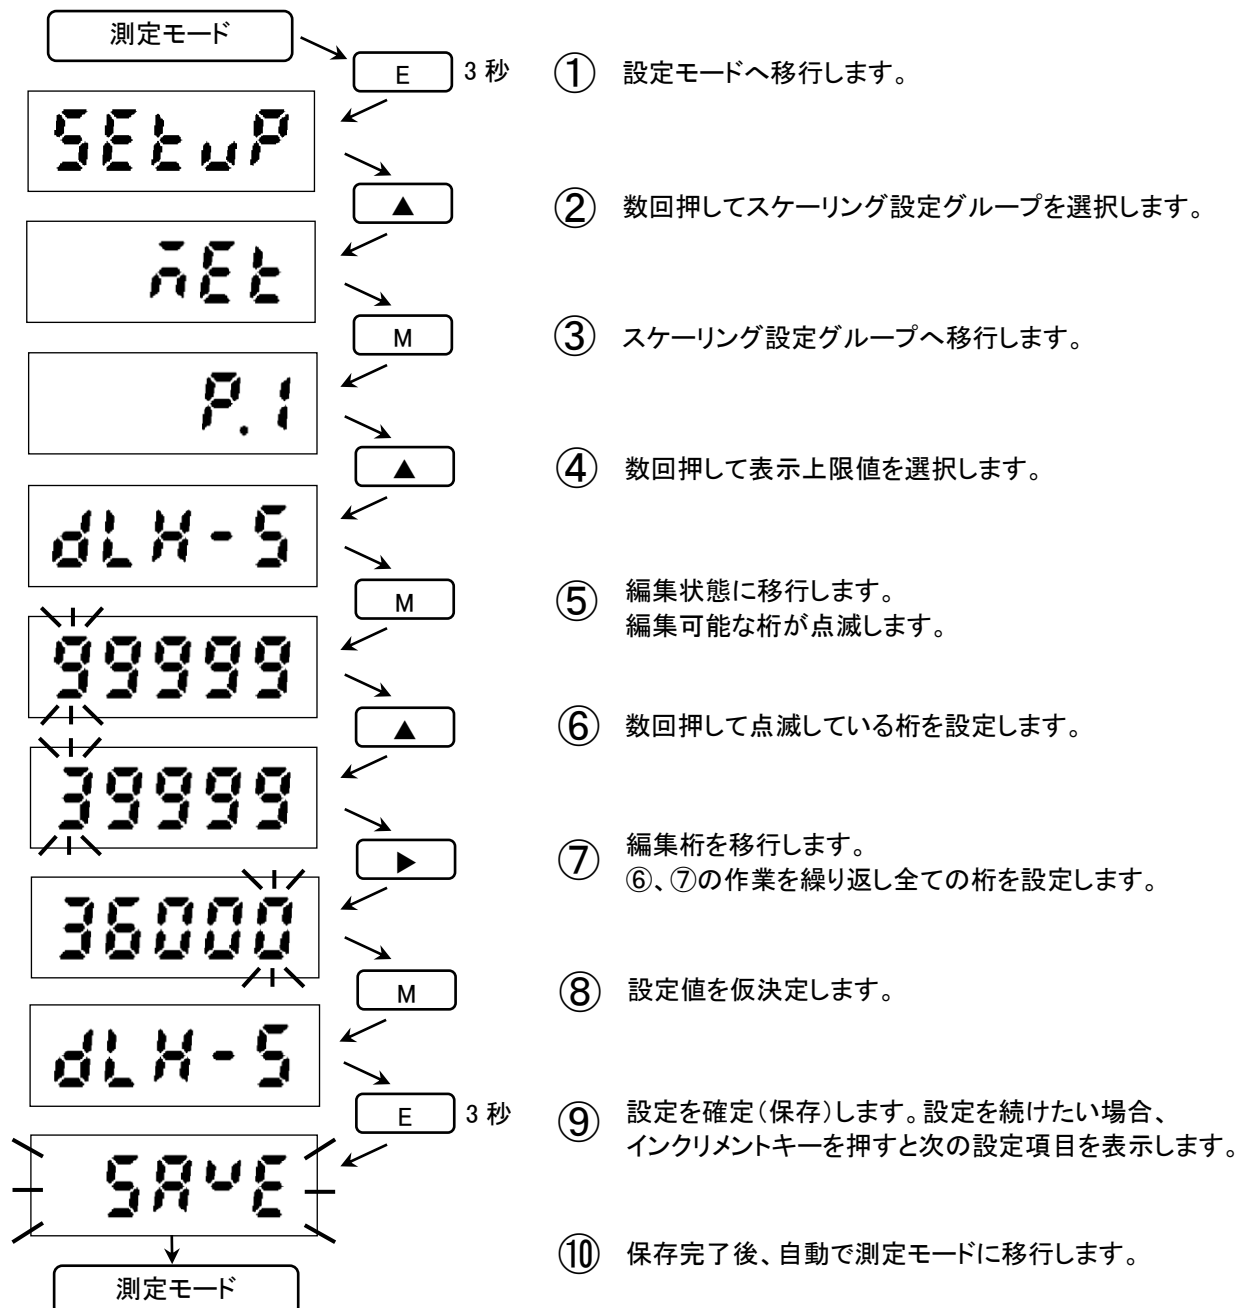 測定モード
E 3秒 ① 設定モードへ移行します。
SEtuP
▲ ② 数回押してスケーリング設定グループを選択します。
mEt
M ③ スケーリング設定グループへ移行します。
P.1
▲ ④ 数回押して表示上限値を選択します。
dLH-S
M ⑤ 編集状態に移行します。
編集可能な桁が点滅します。
99999
▲ ⑥ 数回押して点滅している桁を設定します。
39999
▶ ⑦ 編集桁を移行します。
⑥、⑦の作業を繰り返し全ての桁を設定します。
36000
M ⑧ 設定値を仮決定します。
dLH-S
E 3秒 ⑨ 設定を確定(保存)します。設定を続けたい場合、
インクリメントキーを押すと次の設定項目を表示します。
SAvE
⑩ 保存完了後、自動で測定モードに移行します。
測定モード